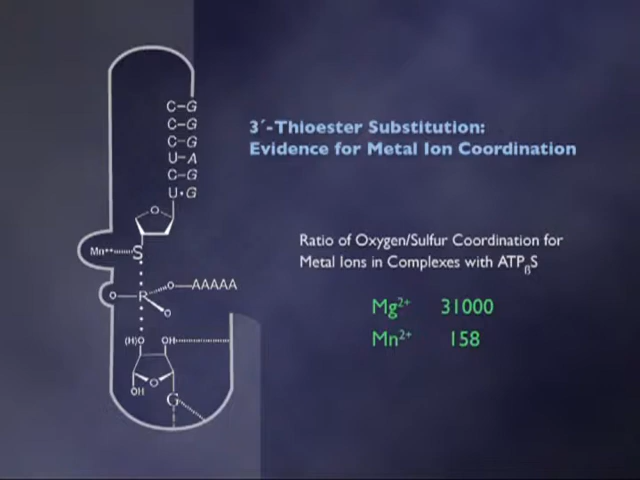 C–G
C–G
C–G
U–A
C–G
U•G
3´-Thioester Substitution:
Evidence for Metal Ion Coordination
O
Mn⁺⁺ S
Ratio of Oxygen/Sulfur Coordination for
Metal Ions in Complexes with ATPβS
O P O AAAAA
O
Mg²⁺ 31000
Mn²⁺ 158
(H)O OH
O
OH
G